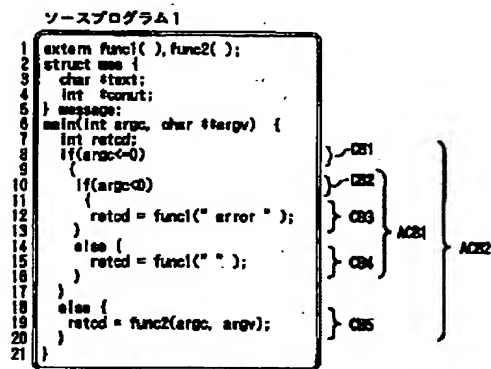 ソースプログラム1
1 extern func1( ),func2( );
2 struct mes {
3 char *text;
4 int *conut;
5 } message;
6 main(int argc, char **argv) {
7 int retcd;
8 if(argc<=0)
9 {
10 if(argc<0)
11 {
12 retcd = func1(" error " );
13 }
14 else {
15 retcd = func1(" " );
16 }
17 }
18 else {
19 retcd = func2(argc, argv);
20 }
21 }
CB1
CB2
CB3
CB4
CB5
ACB1
ACB2